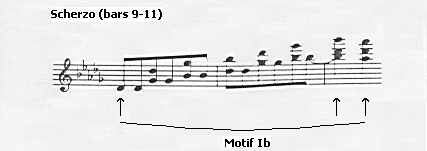 Scherzo (bars 9-11)
Motif Ib